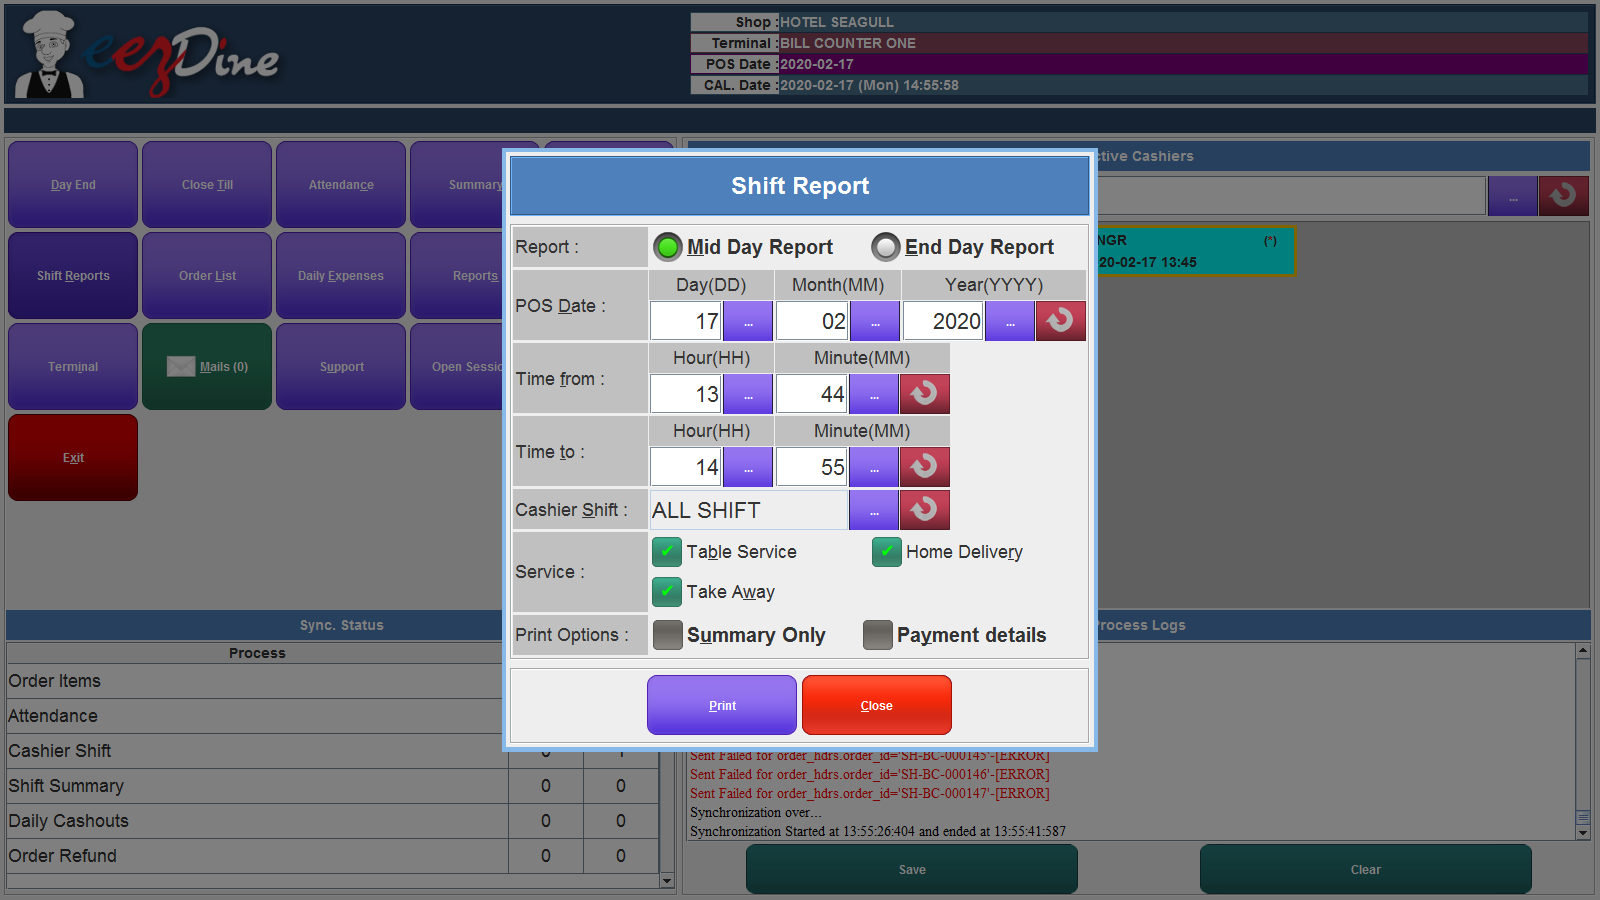 eezDine
Shop : HOTEL SEAGULL
Terminal : BILL COUNTER ONE
POS Date : 2020-02-17
CAL. Date : 2020-02-17 (Mon) 14:55:58
Day End
Close Till
Attendance
Summary
ctive Cashiers
...
Shift Reports
Order List
Daily Expenses
Reports
NGR (*)
20-02-17 13:45
Terminal
Mails (0)
Support
Open Sessio
Exit
Shift Report
Report : Mid Day Report End Day Report
Day(DD) Month(MM) Year(YYYY)
POS Date : 17 ... 02 ... 2020 ...
Hour(HH) Minute(MM)
Time from : 13 ... 44 ...
Hour(HH) Minute(MM)
Time to : 14 ... 55 ...
Cashier Shift : ALL SHIFT ...
Service : Table Service Home Delivery
Take Away
Print Options : Summary Only Payment details
Print
Close
Sync. Status
Process
Order Items
Attendance
Cashier Shift
Shift Summary 0 0
Daily Cashouts 0 0
Order Refund 0 0
Process Logs
Sent Failed for order_hdrs.order_id='SH-BC-000145'-[ERROR]
Sent Failed for order_hdrs.order_id='SH-BC-000146'-[ERROR]
Sent Failed for order_hdrs.order_id='SH-BC-000147'-[ERROR]
Synchronization over...
Synchronization Started at 13:55:26:404 and ended at 13:55:41:587
Save
Clear